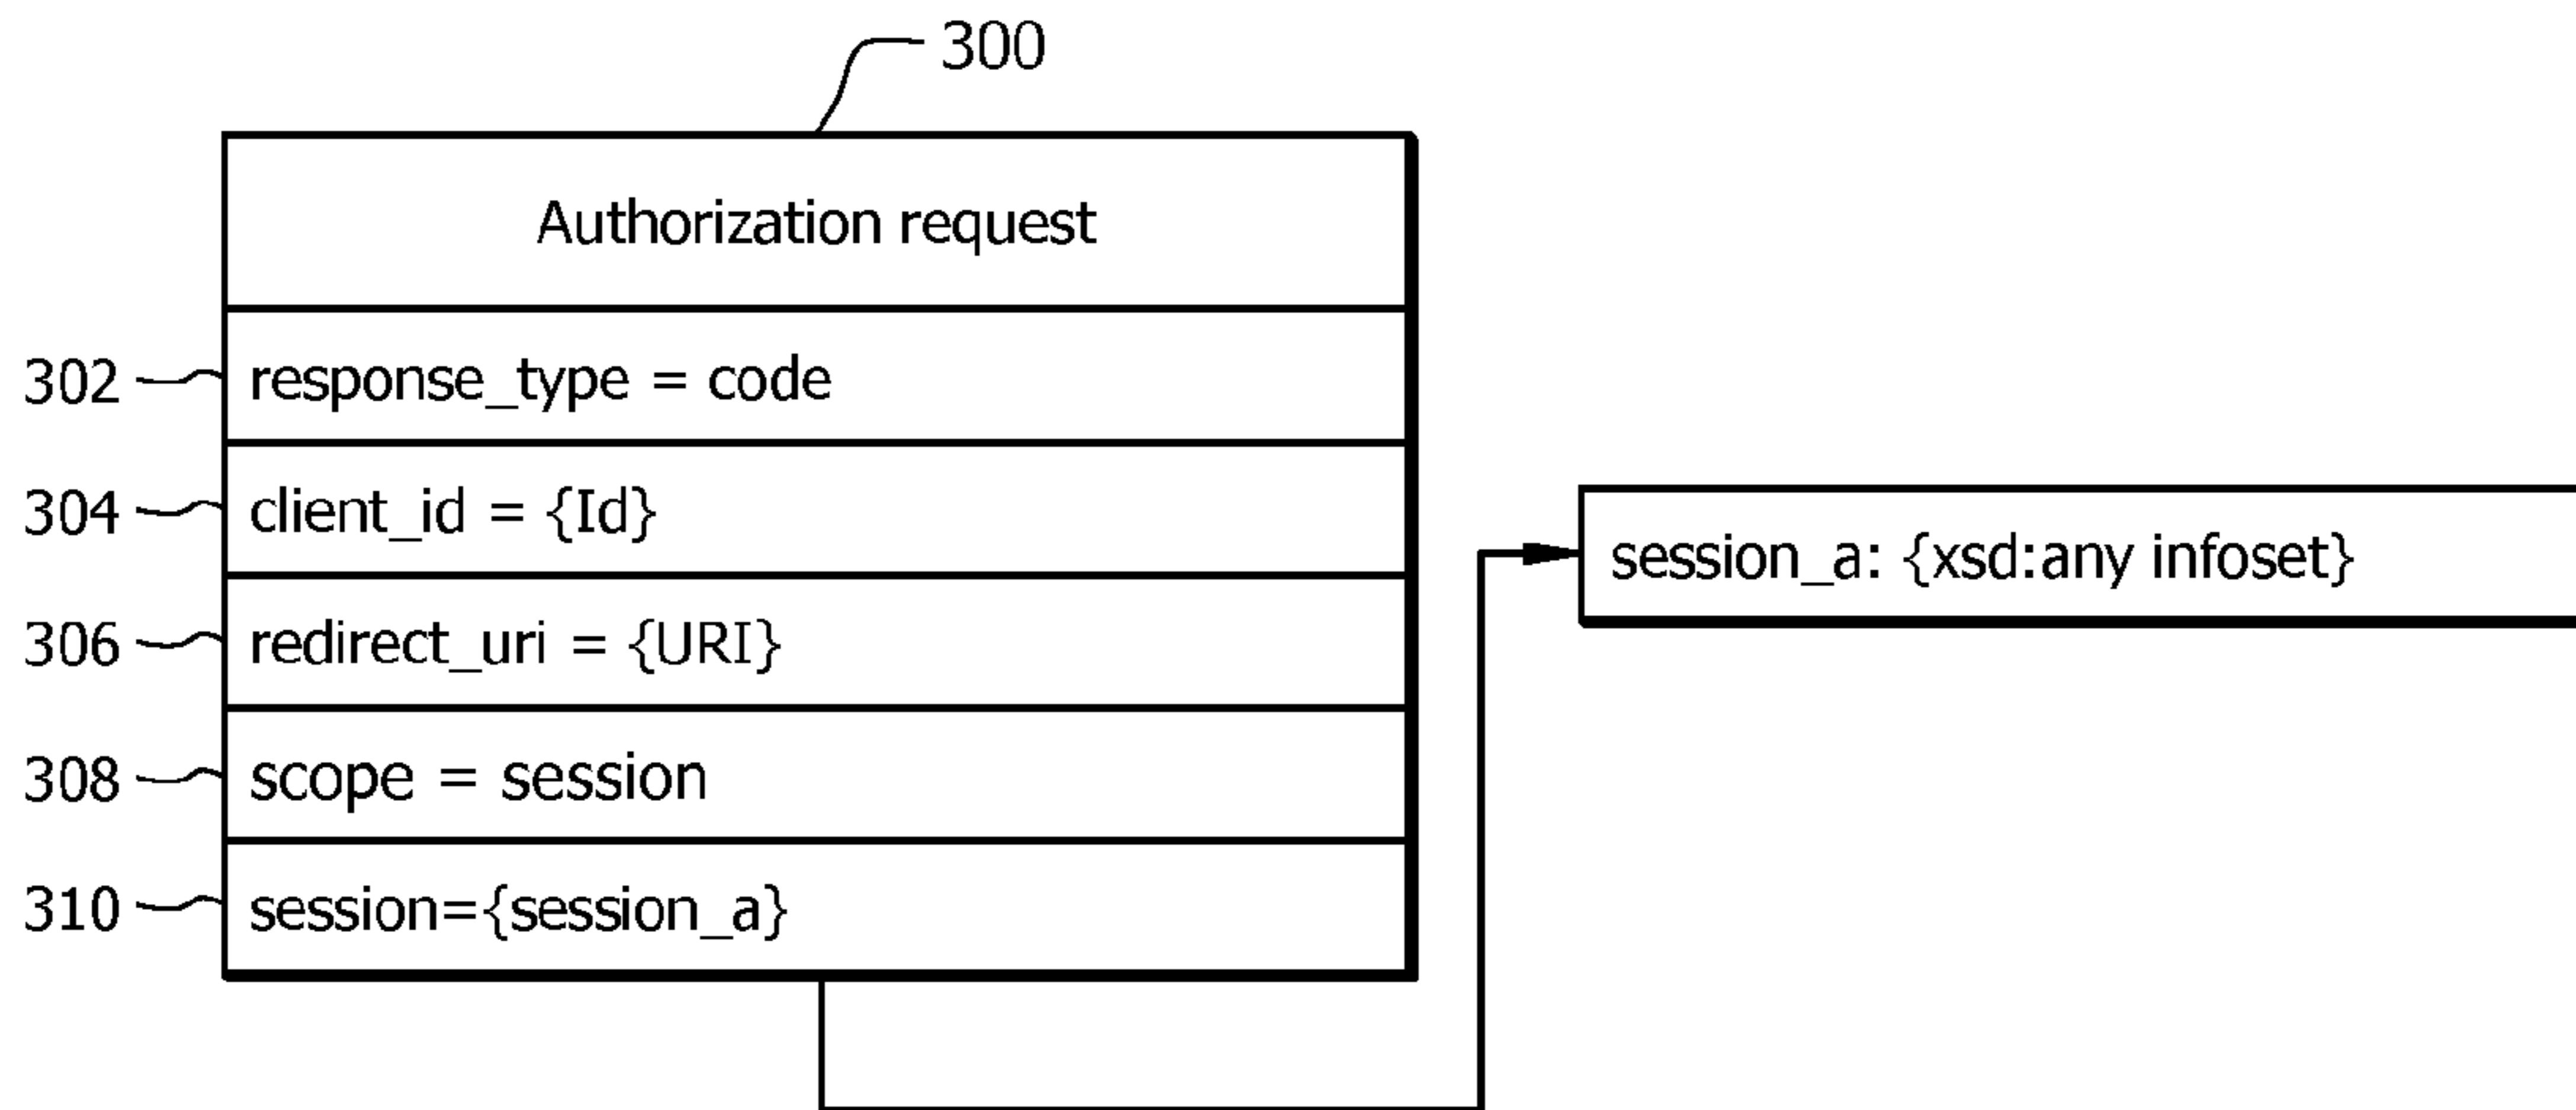 300
Authorization request
302 response_type = code
304 client_id = {Id}
306 redirect_uri = {URI}
308 scope = session
310 session={session_a}
session_a: {xsd:any infoset}